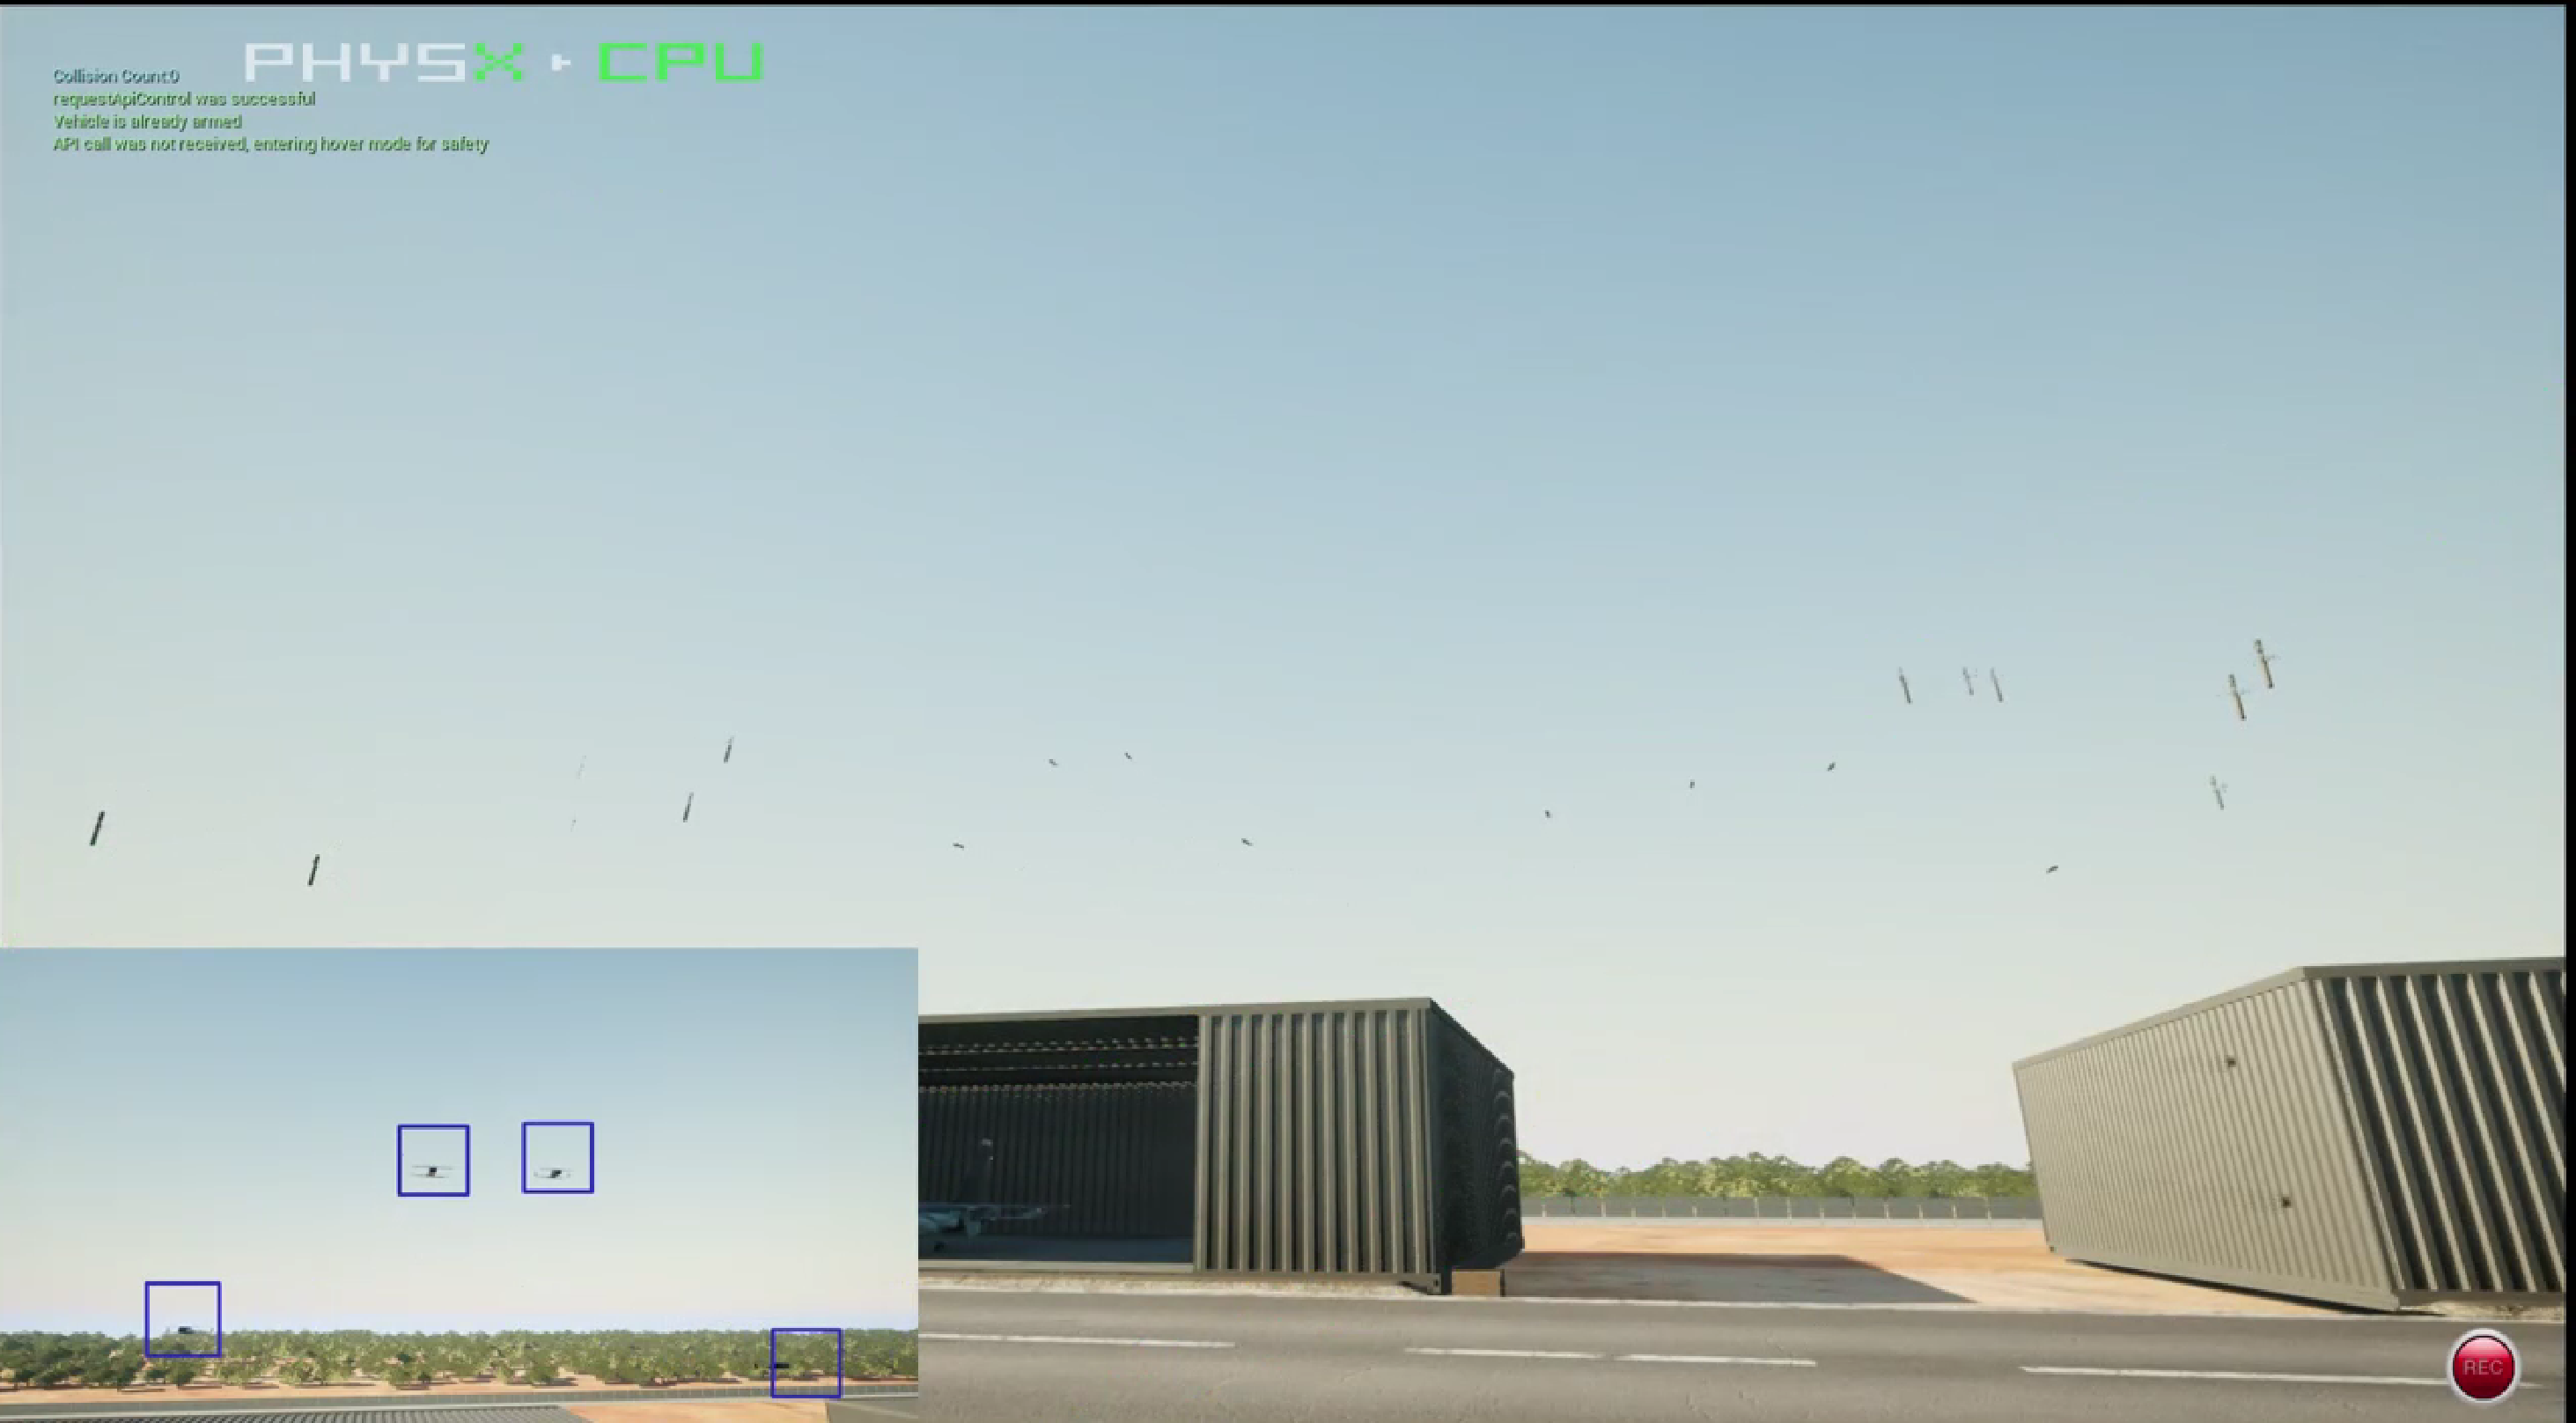 PHYSX CPU
Collision Count:0
requestApiControl was successful
Vehicle is already armed
API call was not received, entering hover mode for safety
REC